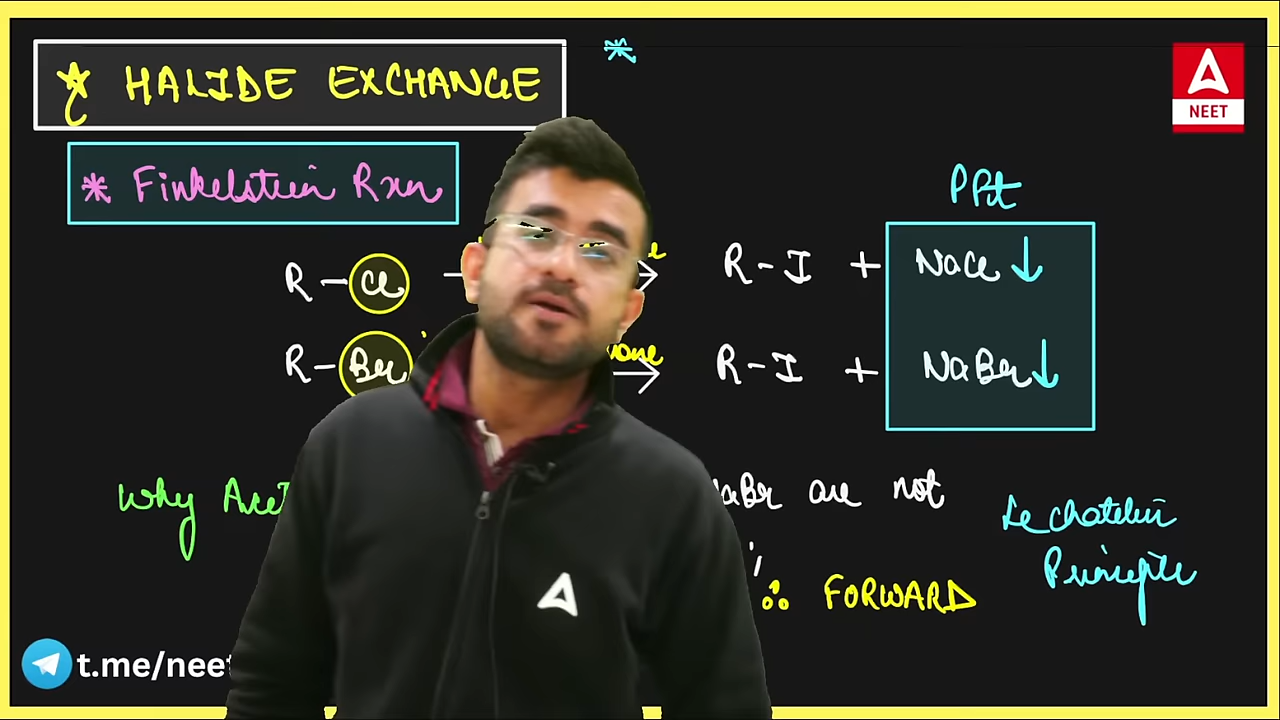 HALIDE EXCHANGE
NEET
* Finkelstein Rxn
PPt
R-Cl → R-I + NaCl ↓
R-Br → R-I + NaBr ↓
Why are not
Le chatelier
Principle
∴ FORWARD
t.me/neet